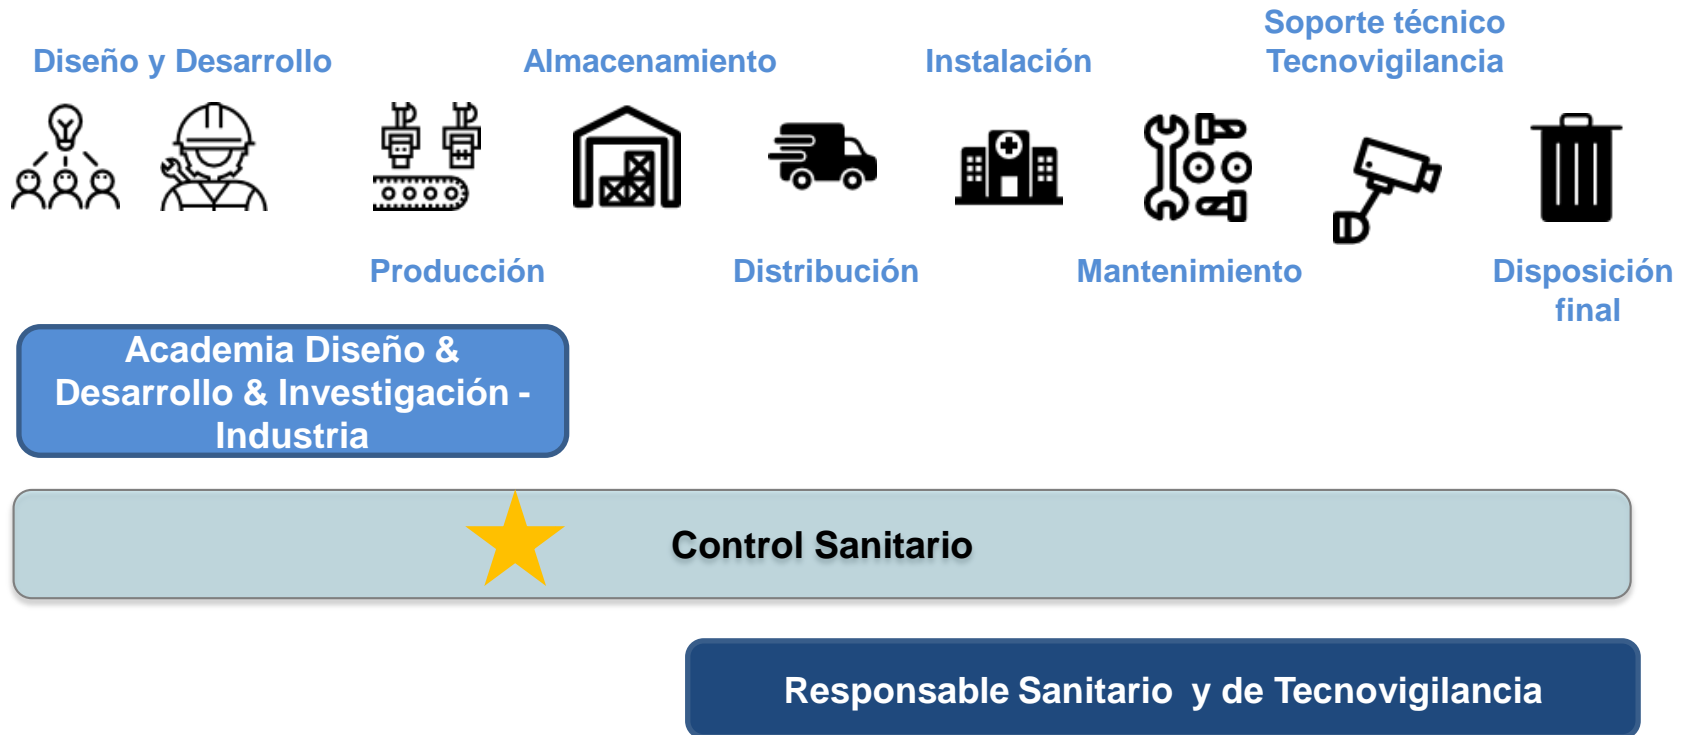 Diseño y Desarrollo
Almacenamiento
Instalación
Soporte técnico
Tecnovigilancia
Producción
Distribución
Mantenimiento
Disposición
final
Academia Diseño &
Desarrollo & Investigación -
Industria
Control Sanitario
Responsable Sanitario y de Tecnovigilancia